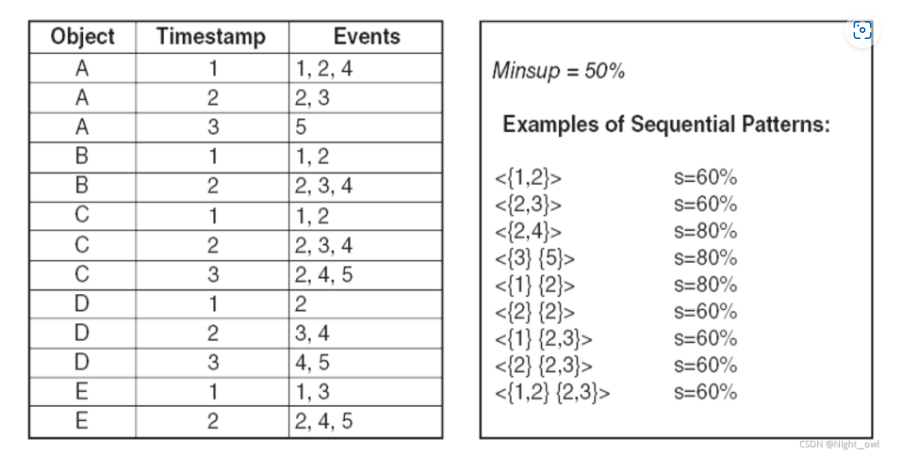 Object Timestamp Events
A 1 1, 2, 4
A 2 2, 3
A 3 5
B 1 1, 2
B 2 2, 3, 4
C 1 1, 2
C 2 2, 3, 4
C 3 2, 4, 5
D 1 2
D 2 3, 4
D 3 4, 5
E 1 1, 3
E 2 2, 4, 5
Minsup = 50%
Examples of Sequential Patterns:
<{1,2}> s=60%
<{2,3}> s=60%
<{2,4}> s=80%
<{3} {5}> s=80%
<{1} {2}> s=80%
<{2} {2}> s=60%
<{1} {2,3}> s=60%
<{2} {2,3}> s=60%
<{1,2} {2,3}> s=60%
CSDN @Night__owl